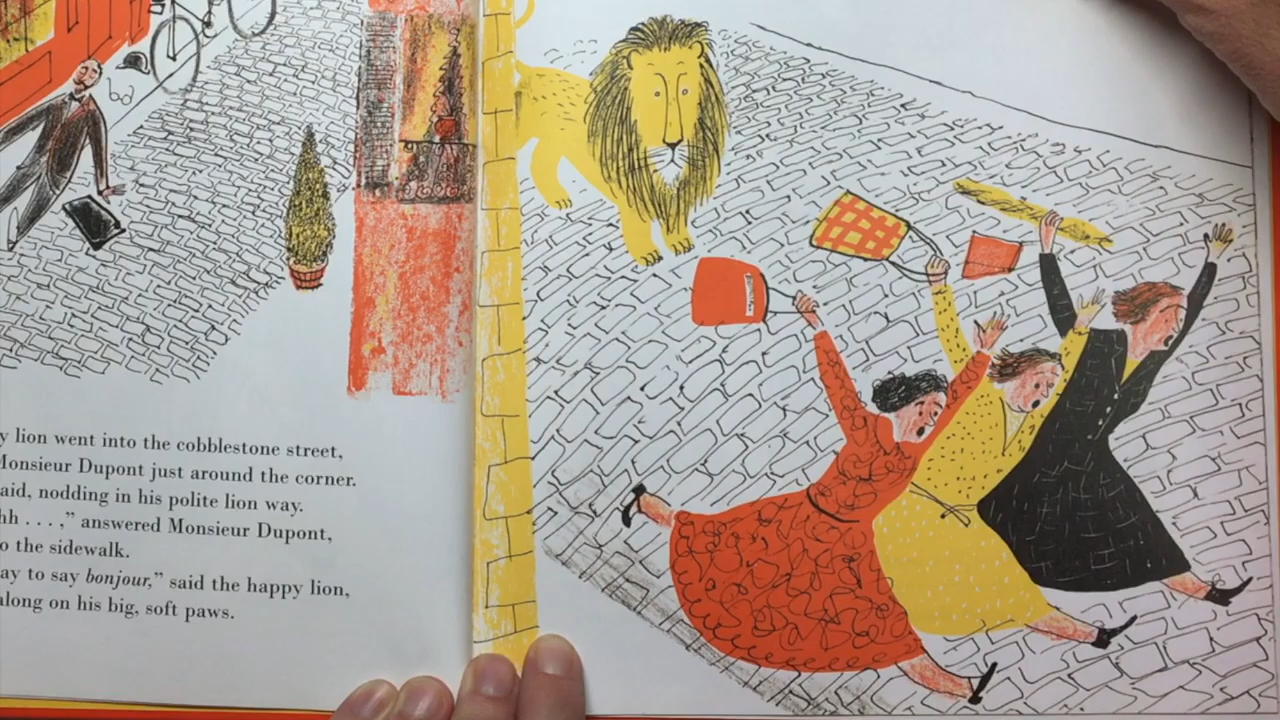 y lion went into the cobblestone street,
Monsieur Dupont just around the corner.
aid, nodding in his polite lion way.
hh . . . ,” answered Monsieur Dupont,
o the sidewalk.
ay to say bonjour,” said the happy lion,
along on his big, soft paws.